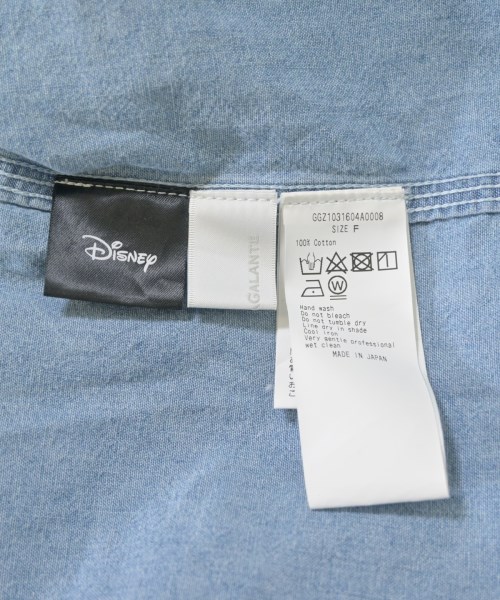 Disney
GALANTE
GGZ1031604A0008
SIZE F
100% Cotton
Hand wash
Do not bleach
Do not tumble dry
Line dry in shade
Cool iron
Very gentle professional
wet clean
MADE IN JAPAN